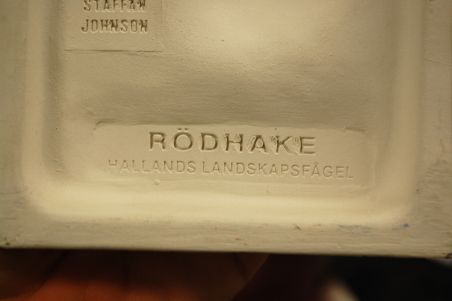 STAFFAN
JOHNSON
RÖDHAKE
HALLANDS LANDSKAPSFÅGEL